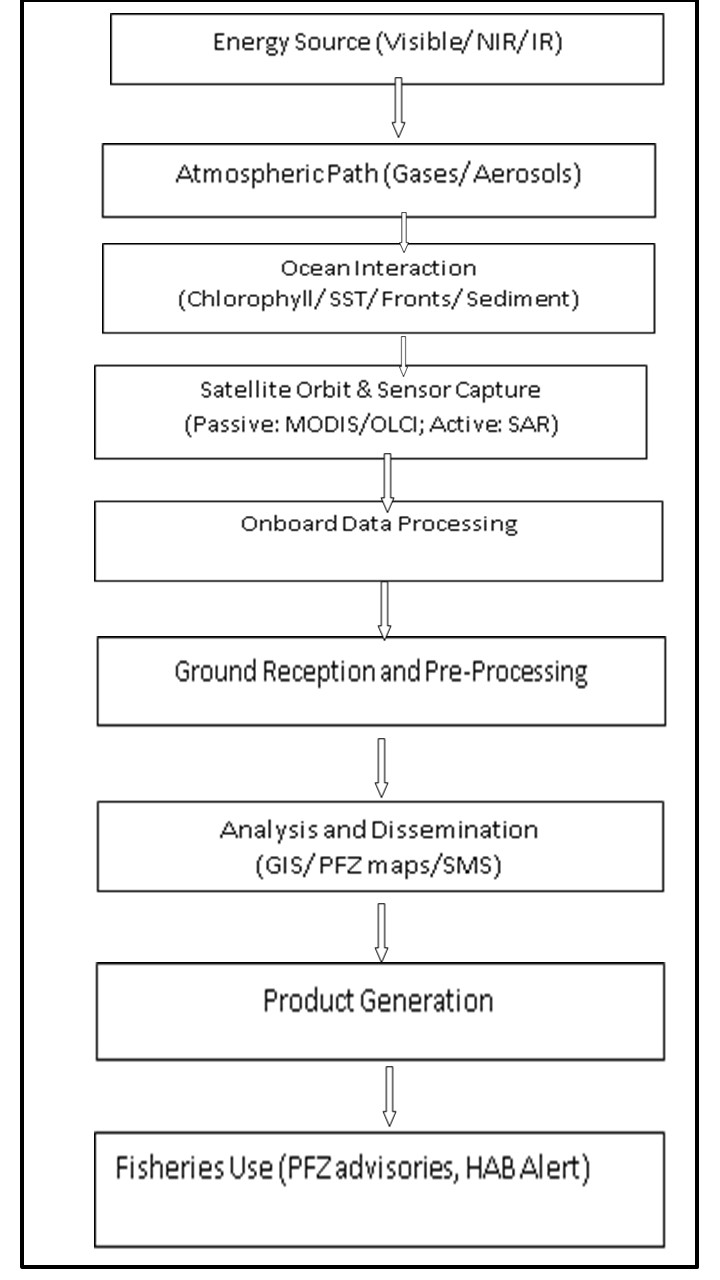 Energy Source (Visible/ NIR/ IR)
Atmospheric Path (Gases/ Aerosols)
Ocean Interaction
(Chlorophyll/ SST/ Fronts/ Sediment)
Satellite Orbit & Sensor Capture
(Passive: MODIS/OLCI; Active: SAR)
Onboard Data Processing
Ground Reception and Pre-Processing
Analysis and Dissemination
(GIS/ PFZ maps/SMS)
Product Generation
Fisheries Use (PFZ advisories, HAB Alert)